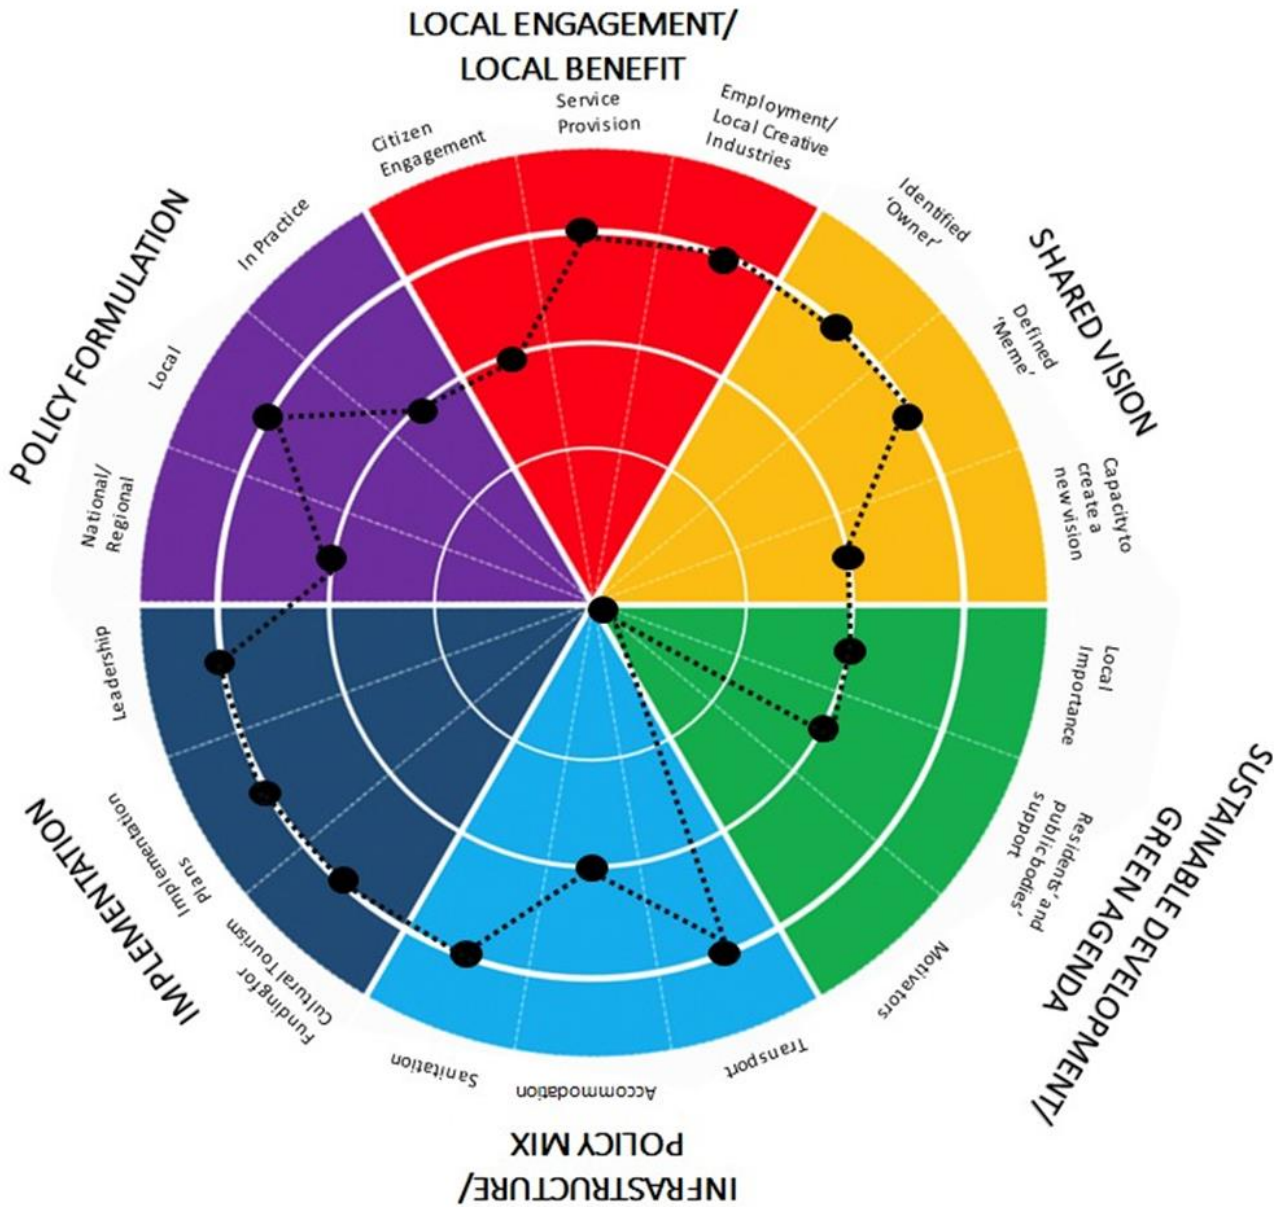 LOCAL ENGAGEMENT/
LOCAL BENEFIT
Citizen
Engagement
Service
Provision
Employment/
Local Creative
Industries
SHARED VISION
Identified
‘Owner’
Defined
‘Meme’
Capacity to
create a
new vision
SUSTAINABLE DEVELOPMENT/
GREEN AGENDA
Local
Importance
Residents’ and
public bodies’
support
Motivators
INFRASTRUCTURE/
POLICY MIX
Transport
Accommodation
Sanitation
IMPLEMENTATION
Funding for
Cultural Tourism
Implementation
Plans
Leadership
POLICY FORMULATION
National/
Regional
Local
In Practice